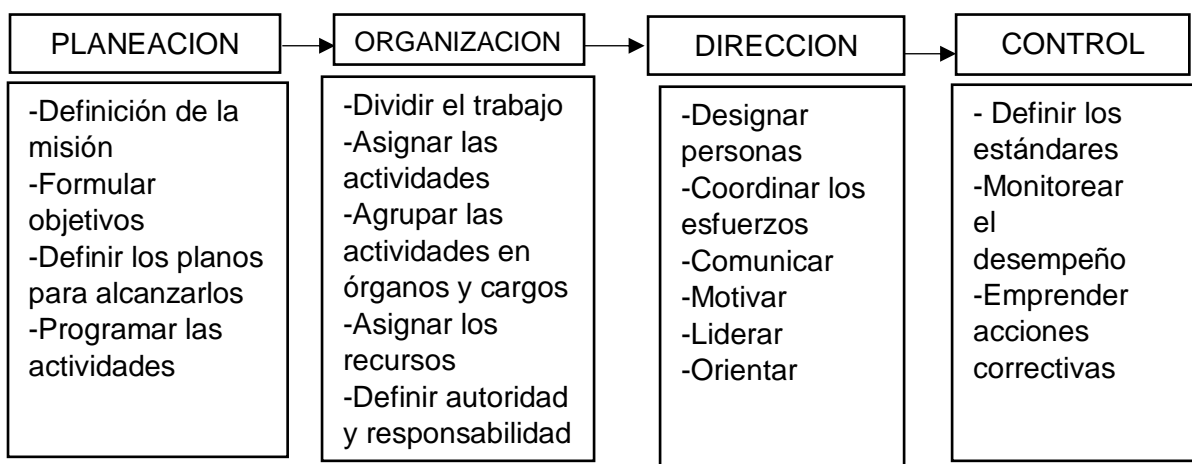 PLANEACION
-Definición de la
misión
-Formular
objetivos
-Definir los planos
para alcanzarlos
-Programar las
actividades
ORGANIZACION
-Dividir el trabajo
-Asignar las
actividades
-Agrupar las
actividades en
órganos y cargos
-Asignar los
recursos
-Definir autoridad
y responsabilidad
DIRECCION
-Designar
personas
-Coordinar los
esfuerzos
-Comunicar
-Motivar
-Liderar
-Orientar
CONTROL
- Definir los
estándares
-Monitorear
el
desempeño
-Emprender
acciones
correctivas